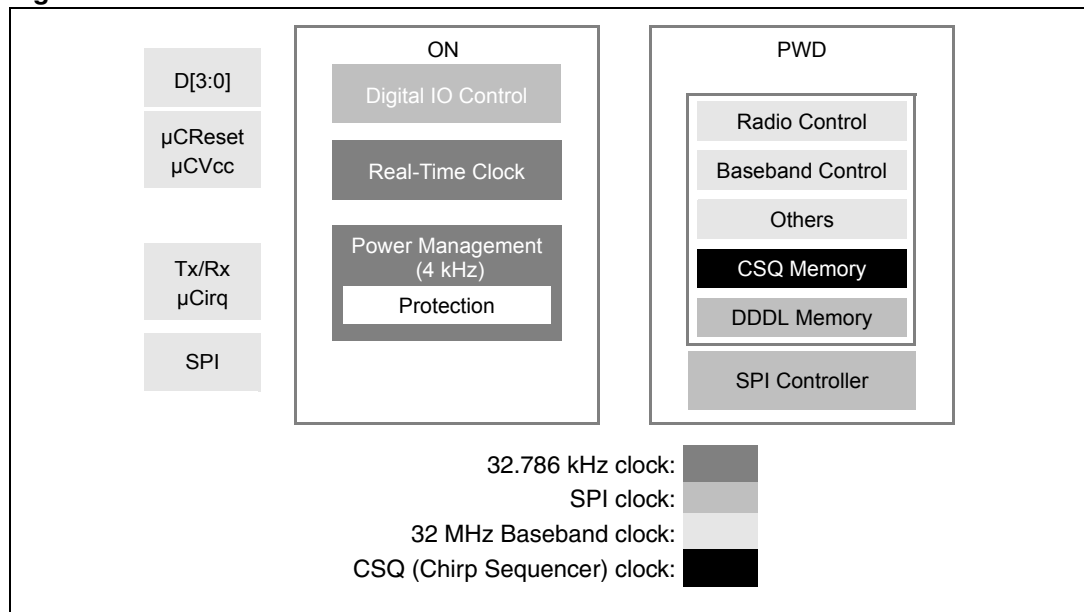 D[3:0]
µCReset
µCVcc
Tx/Rx
µCirq
SPI
ON
Digital IO Control
Real-Time Clock
Power Management
(4 kHz)
Protection
PWD
Radio Control
Baseband Control
Others
CSQ Memory
DDDL Memory
SPI Controller
32.786 kHz clock:
SPI clock:
32 MHz Baseband clock:
CSQ (Chirp Sequencer) clock: